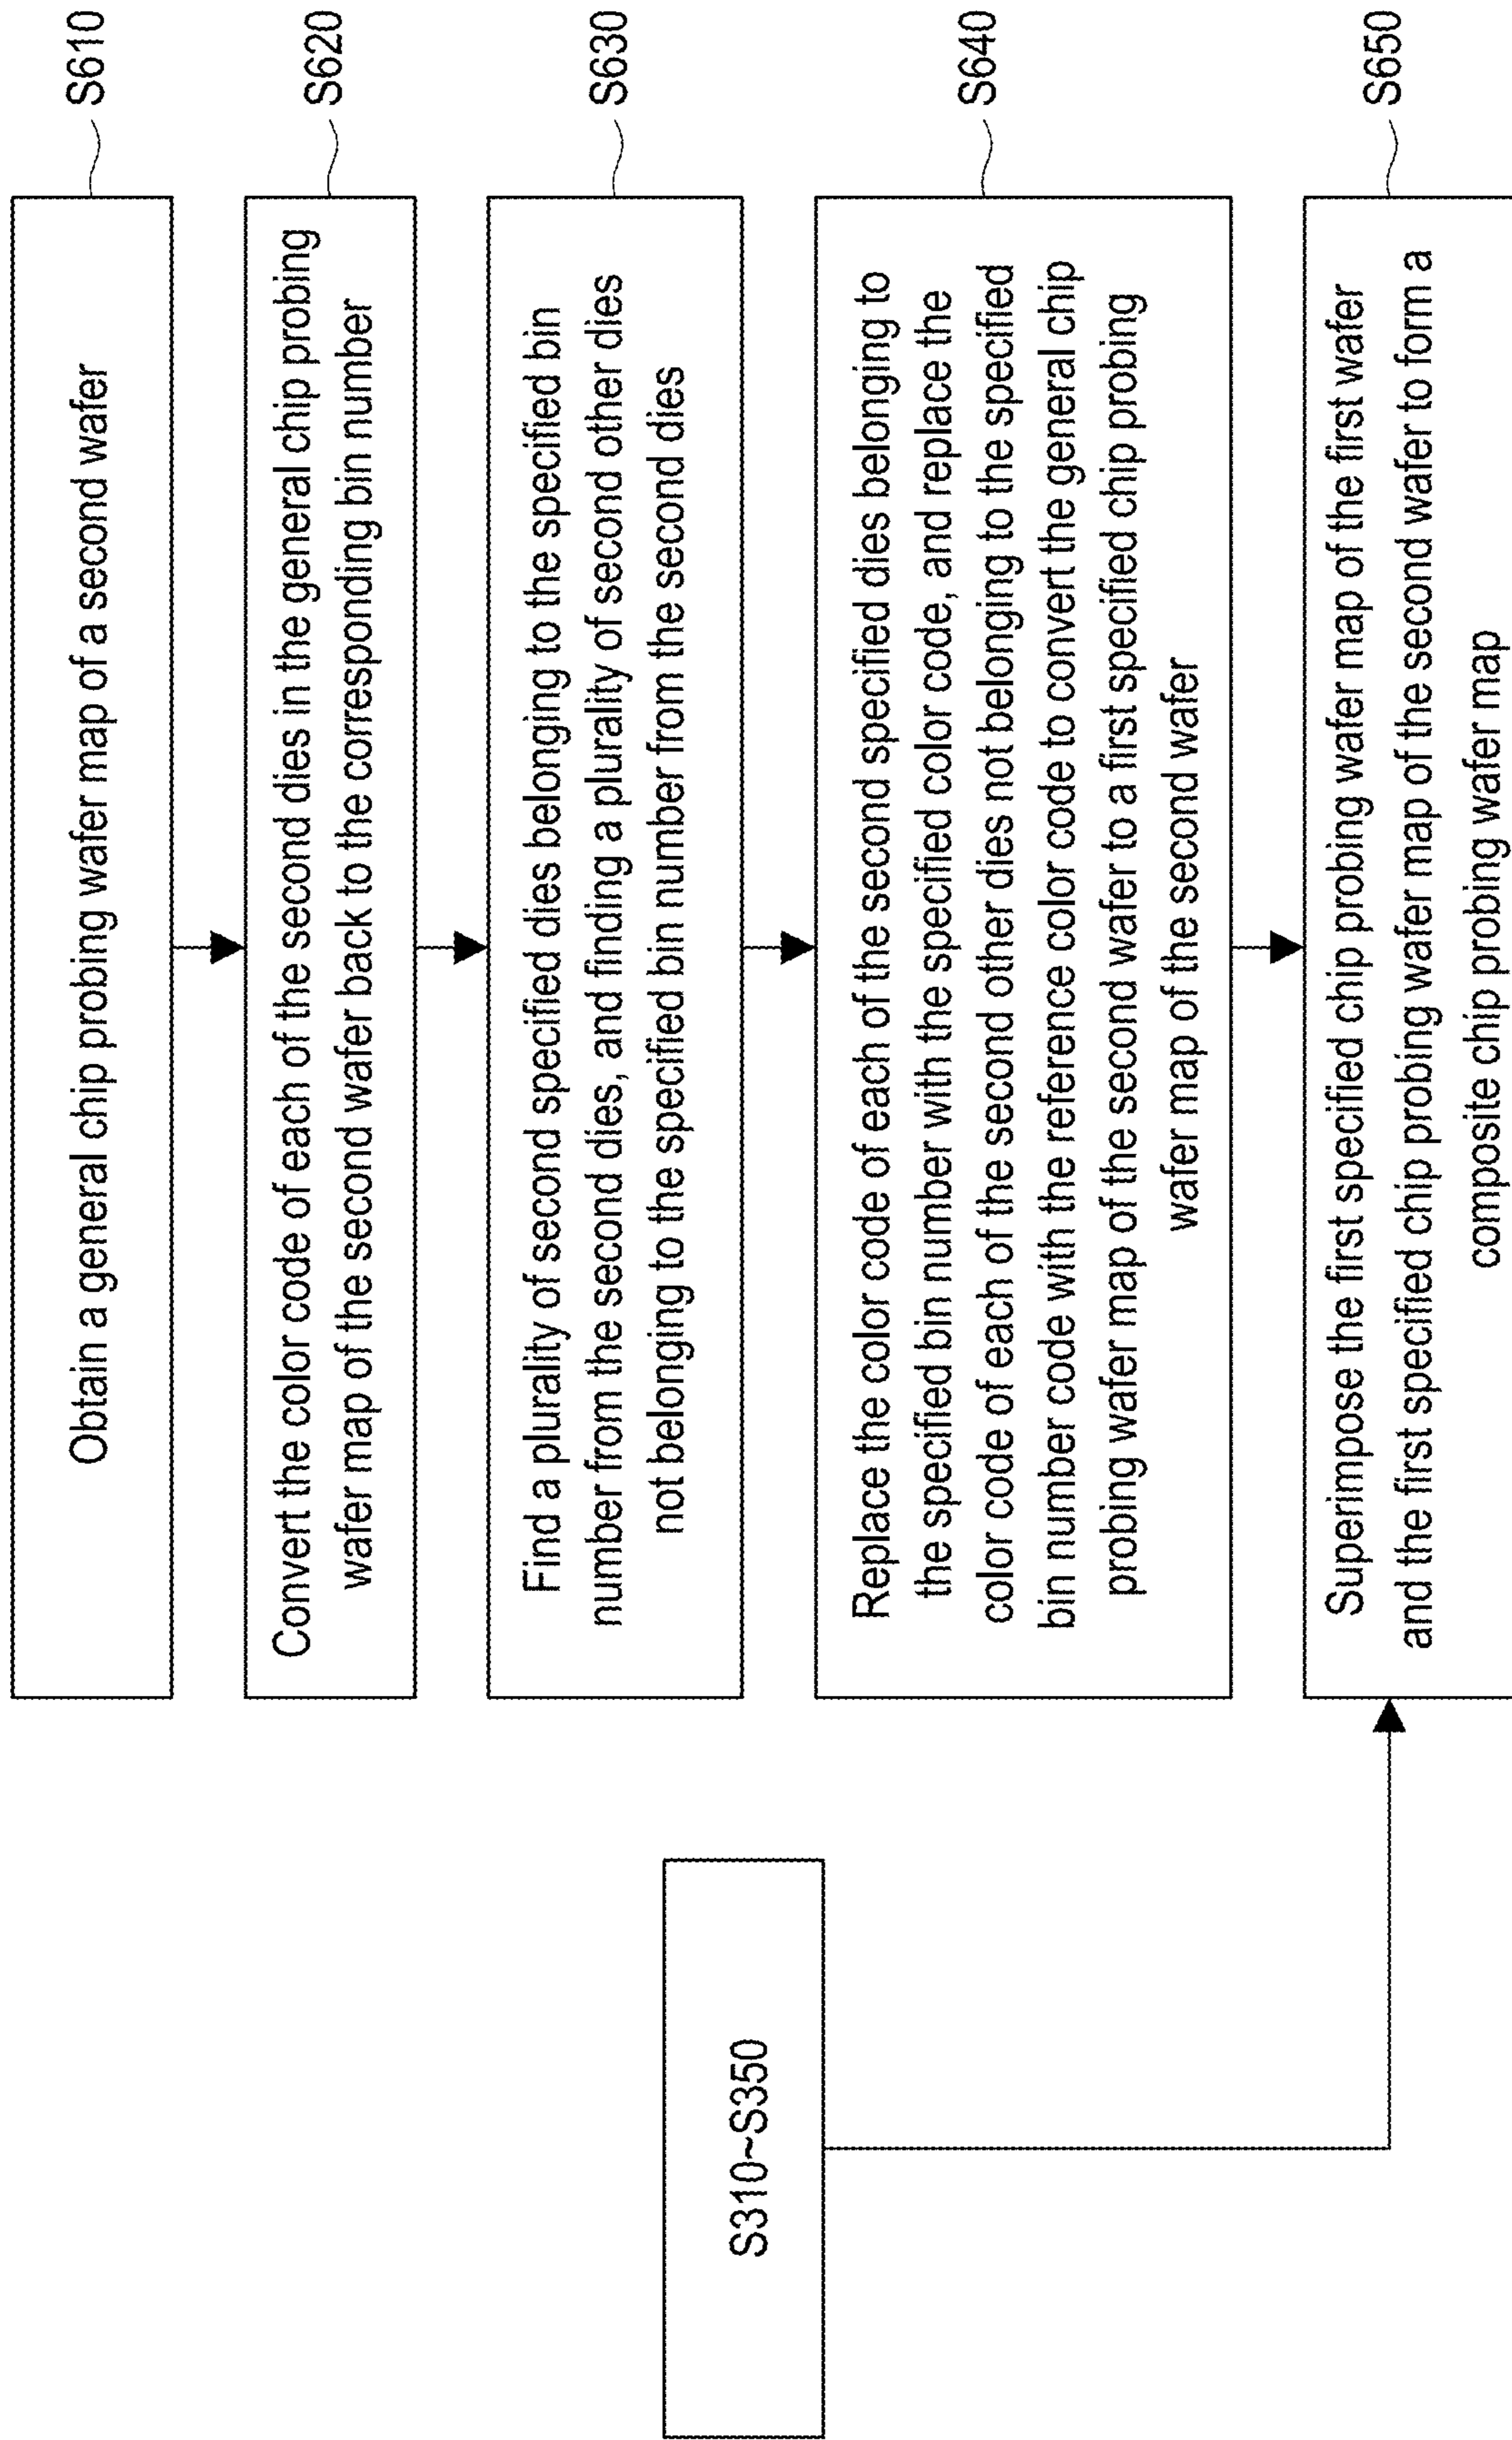 Obtain a general chip probing wafer map of a second wafer
S610
Convert the color code of each of the second dies in the general chip probing
wafer map of the second wafer back to the corresponding bin number
S620
Find a plurality of second specified dies belonging to the specified bin
number from the second dies, and finding a plurality of second other dies
not belonging to the specified bin number from the second dies
S630
Replace the color code of each of the second specified dies belonging to
the specified bin number with the specified color code, and replace the
color code of each of the second other dies not belonging to the specified
bin number code with the reference color code to convert the general chip
probing wafer map of the second wafer to a first specified chip probing
wafer map of the second wafer
S640
S310~S350
Superimpose the first specified chip probing wafer map of the first wafer
and the first specified chip probing wafer map of the second wafer to form a
composite chip probing wafer map
S650